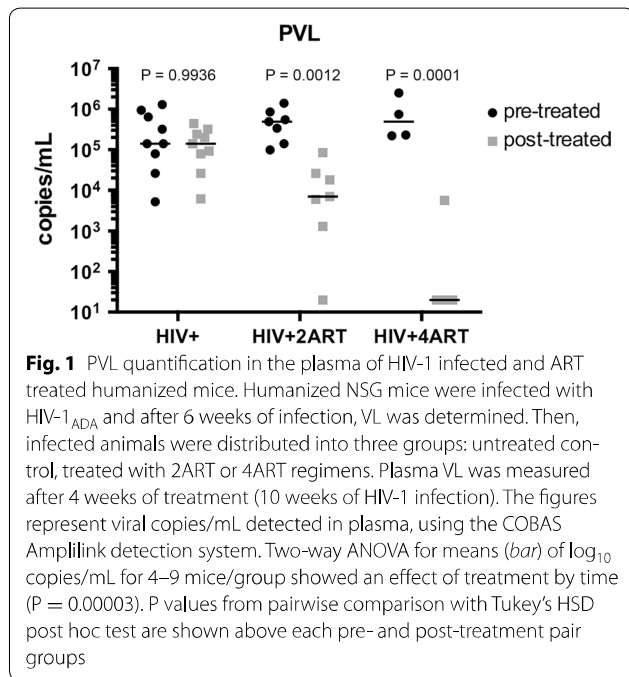 PVL
10⁷
10⁶
10⁵
10⁴
10³
10²
10¹
copies/mL
P = 0.9936 P = 0.0012 P = 0.0001
pre-treated
post-treated
HIV+ HIV+2ART HIV+4ART
Fig. 1 PVL quantification in the plasma of HIV-1 infected and ART
treated humanized mice. Humanized NSG mice were infected with
HIV-1ADA and after 6 weeks of infection, VL was determined. Then,
infected animals were distributed into three groups: untreated con-
trol, treated with 2ART or 4ART regimens. Plasma VL was measured
after 4 weeks of treatment (10 weeks of HIV-1 infection). The figures
represent viral copies/mL detected in plasma, using the COBAS
Amplilink detection system. Two-way ANOVA for means (bar) of log₁₀
copies/mL for 4–9 mice/group showed an effect of treatment by time
(P = 0.00003). P values from pairwise comparison with Tukey's HSD
post hoc test are shown above each pre- and post-treatment pair
groups